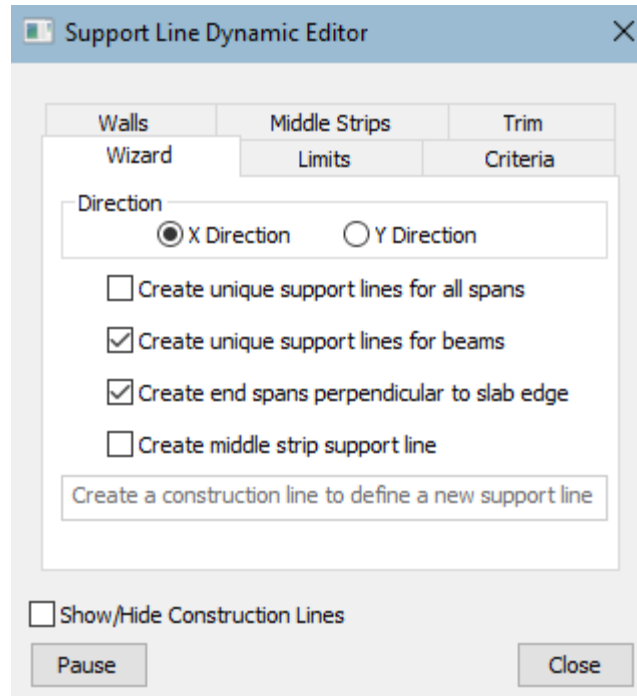 Support Line Dynamic Editor
Walls Middle Strips Trim
Wizard Limits Criteria
Direction
X Direction Y Direction
Create unique support lines for all spans
Create unique support lines for beams
Create end spans perpendicular to slab edge
Create middle strip support line
Create a construction line to define a new support line
Show/Hide Construction Lines
Pause Close